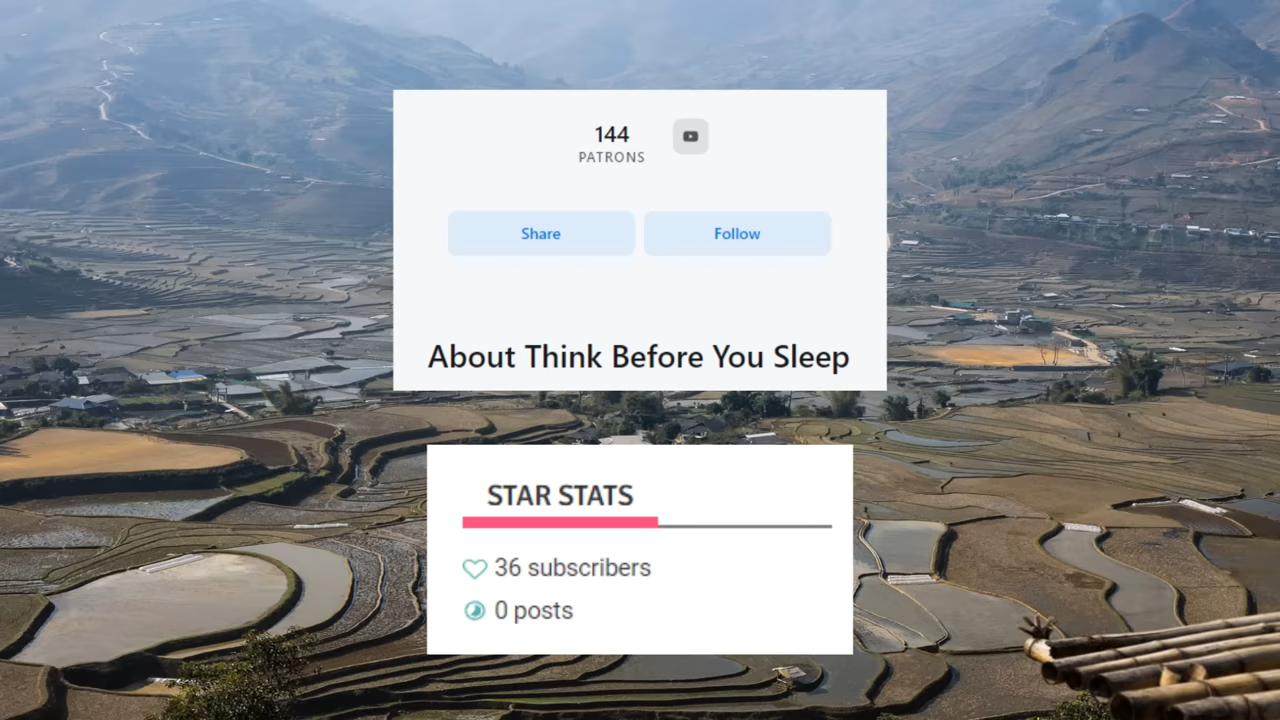 144
PATRONS
Share
Follow
About Think Before You Sleep
STAR STATS
36 subscribers
0 posts